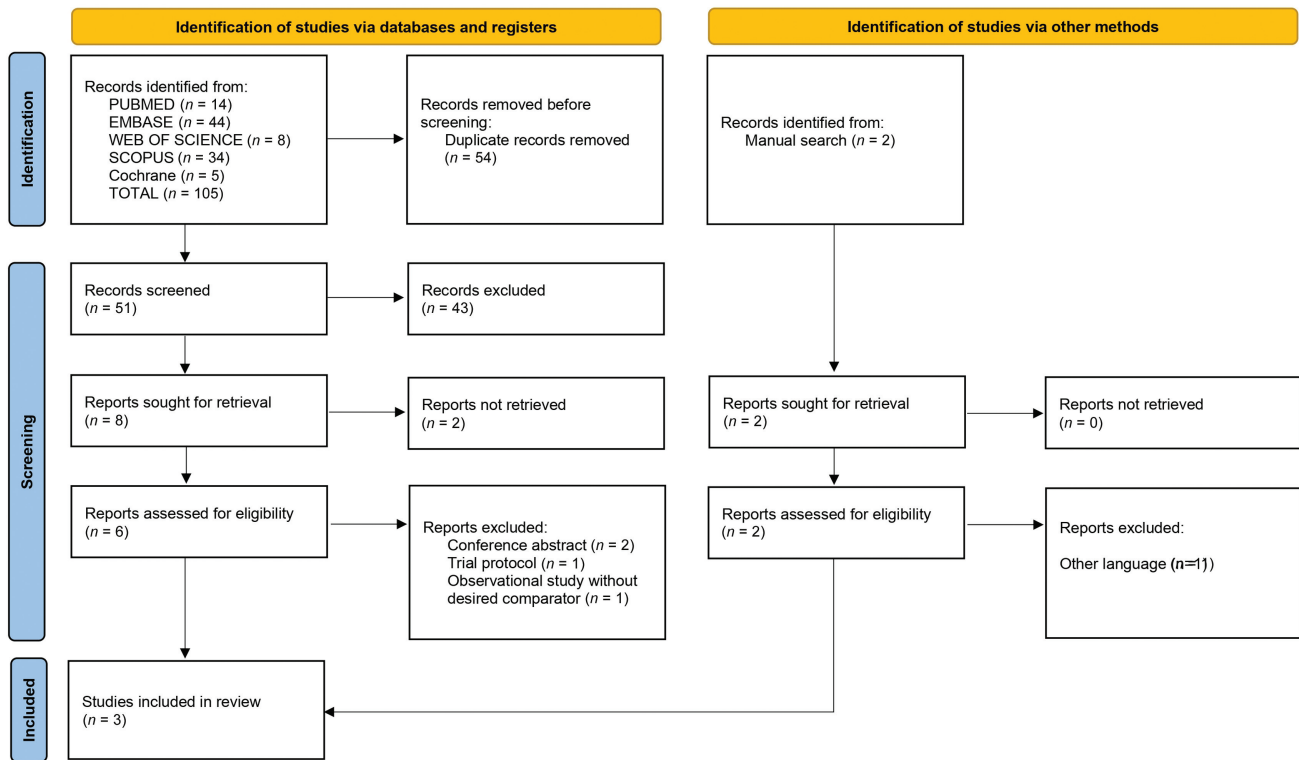 Identification of studies via databases and registers
Identification of studies via other methods
Identification
Records identified from:
PUBMED (n = 14)
EMBASE (n = 44)
WEB OF SCIENCE (n = 8)
SCOPUS (n = 34)
Cochrane (n = 5)
TOTAL (n = 105)
Records removed before
screening:
Duplicate records removed
(n = 54)
Records identified from:
Manual search (n = 2)
Screening
Records screened
(n = 51)
Records excluded
(n = 43)
Reports sought for retrieval
(n = 8)
Reports not retrieved
(n = 2)
Reports sought for retrieval
(n = 2)
Reports not retrieved
(n = 0)
Reports assessed for eligibility
(n = 6)
Reports excluded:
Conference abstract (n = 2)
Trial protocol (n = 1)
Observational study without
desired comparator (n = 1)
Reports assessed for eligibility
(n = 2)
Reports excluded:
Other language (n = 1)
Included
Studies included in review
(n = 3)